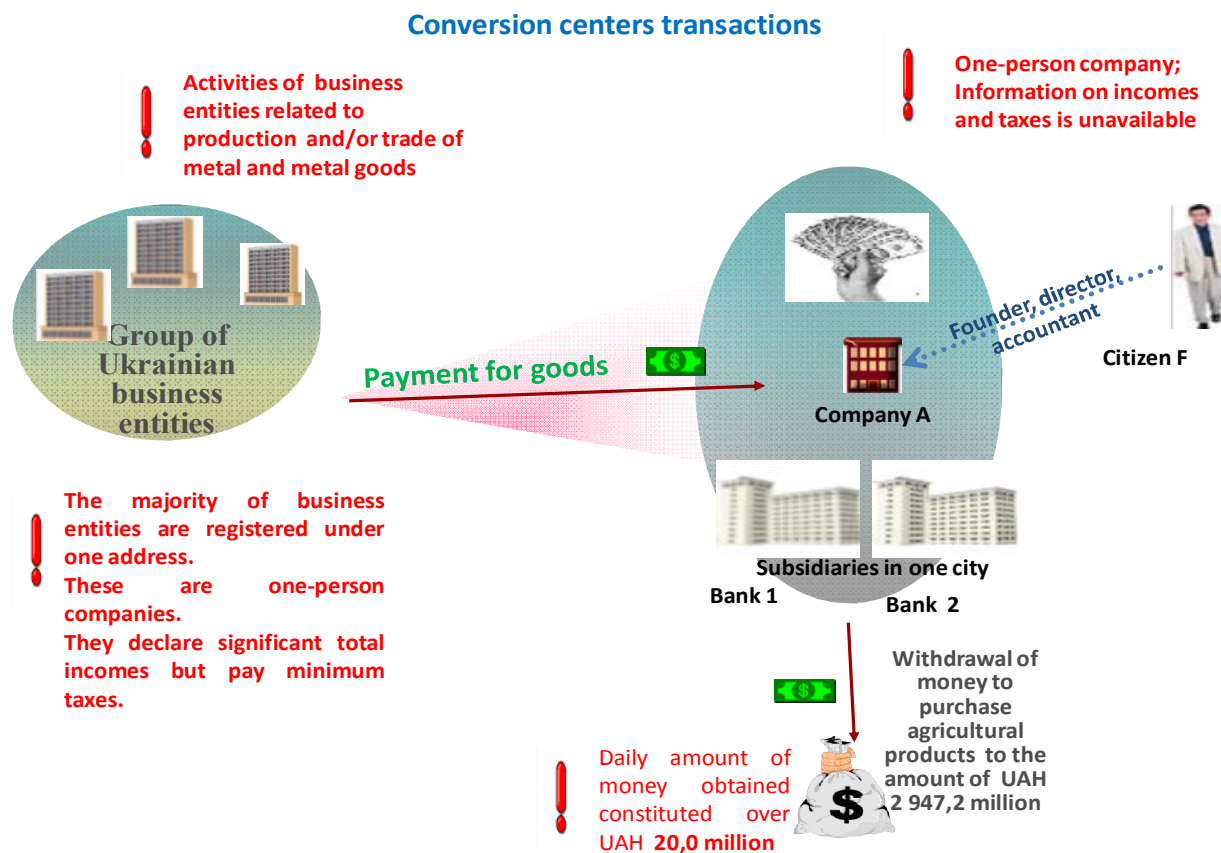 Conversion centers transactions
Activities of business
entities related to
production and/or trade of
metal and metal goods
One-person company;
Information on incomes
and taxes is unavailable
Group of
Ukrainian
business
entities
Payment for goods
$
Founder, director,
accountant
Citizen F
Company A
Subsidiaries in one city
Bank 1
Bank 2
The majority of business
entities are registered under
one address.
These are one-person
companies.
They declare significant total
incomes but pay minimum
taxes.
$
Withdrawal of
money to
purchase
agricultural
products to the
amount of UAH
2 947,2 million
Daily amount of
money obtained
constituted over
UAH 20,0 million
$